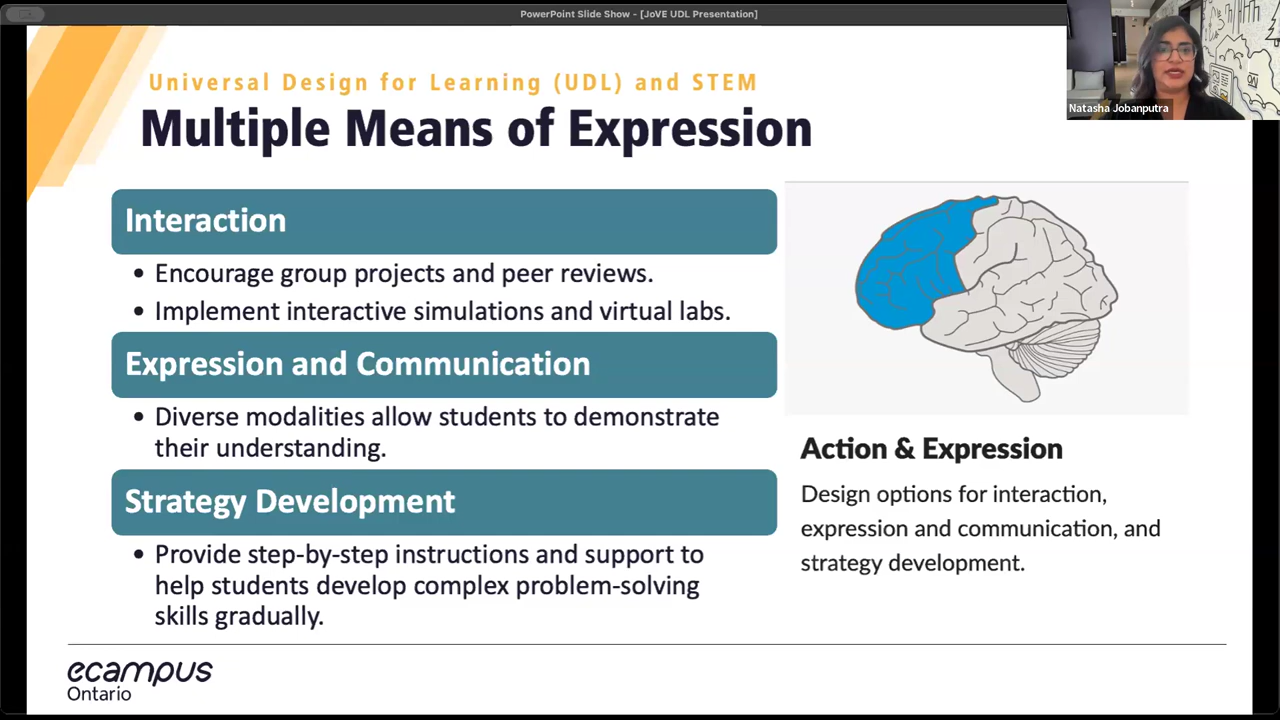 PowerPoint Slide Show - [JoVE UDL Presentation]
Natasha Jobanputra
Universal Design for Learning (UDL) and STEM
Multiple Means of Expression
Interaction
• Encourage group projects and peer reviews.
• Implement interactive simulations and virtual labs.
Expression and Communication
• Diverse modalities allow students to demonstrate
their understanding.
Strategy Development
• Provide step-by-step instructions and support to
help students develop complex problem-solving
skills gradually.
Action & Expression
Design options for interaction,
expression and communication, and
strategy development.
ecampus
Ontario